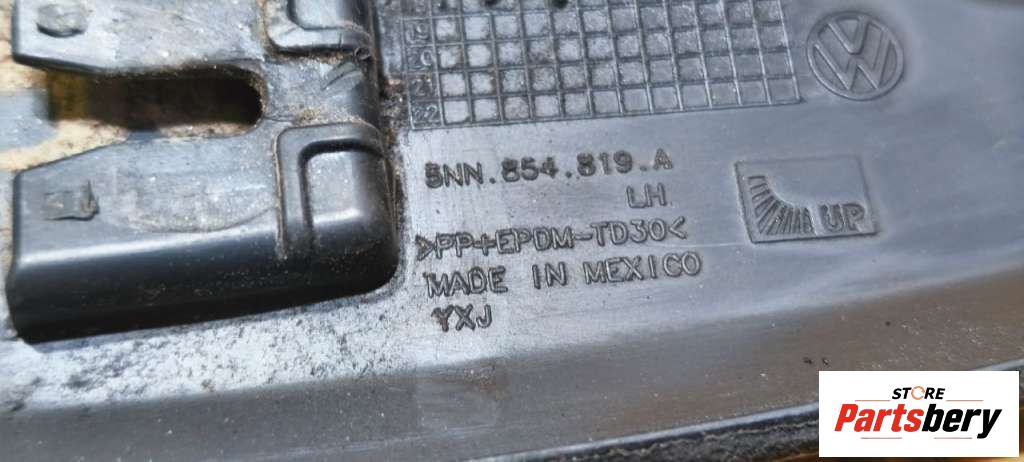 19
20
21
22
5NN.854.819.A
LH
>PP+EPDM-TD30<
MADE IN MEXICO
YXJ
UP
STORE
Partsbery